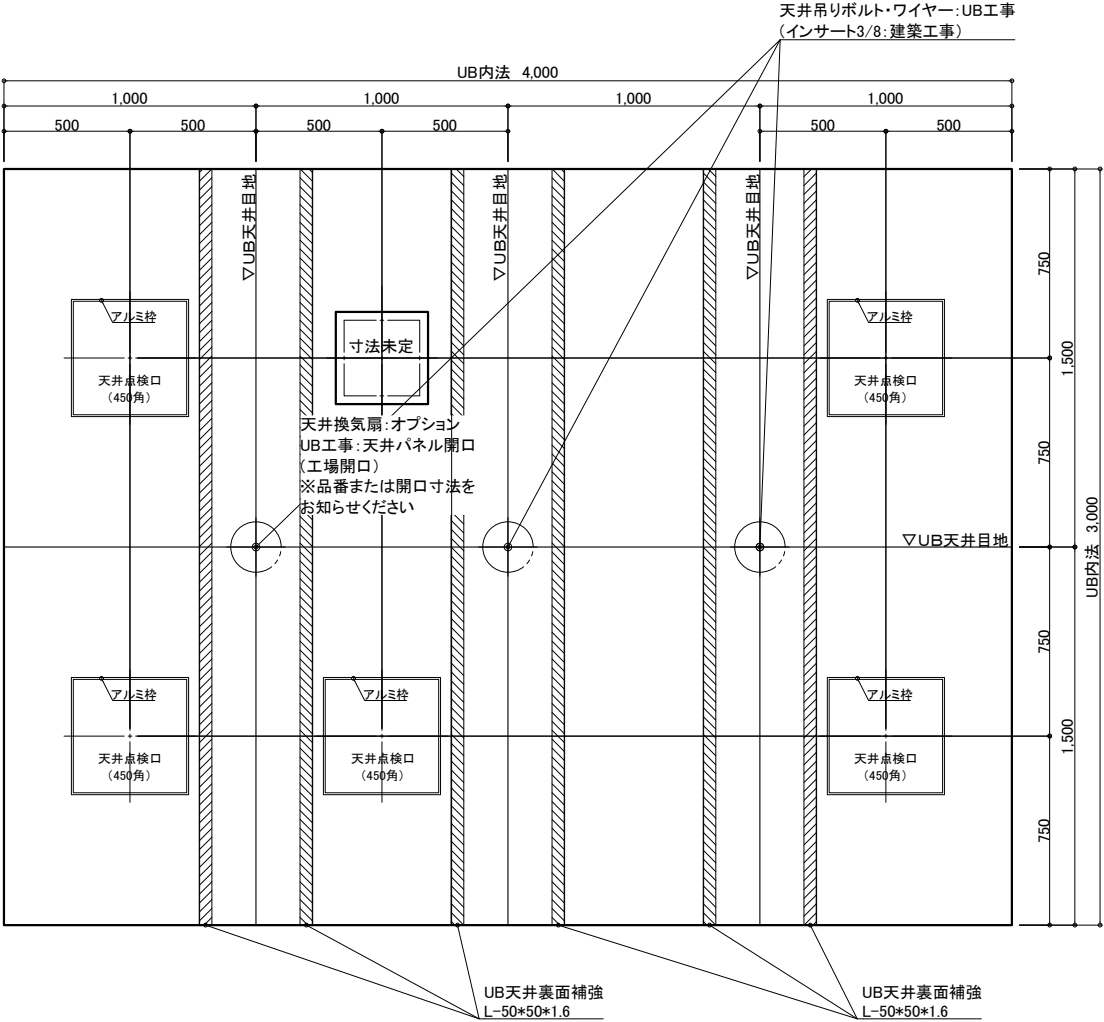 天井吊りボルト・ワイヤー:UB工事
(インサート3/8:建築工事)
UB内法 4,000
1,000
1,000
1,000
1,000
500
500
500
500
500
500
▽UB天井目地
▽UB天井目地
▽UB天井目地
750
1,500
750
UB内法 3,000
750
1,500
750
アルミ枠
天井点検口
(450角)
寸法未定
アルミ枠
天井点検口
(450角)
天井換気扇:オプション
UB工事:天井パネル開口
(工場開口)
※品番または開口寸法を
お知らせください
▽UB天井目地
アルミ枠
天井点検口
(450角)
アルミ枠
天井点検口
(450角)
アルミ枠
天井点検口
(450角)
UB天井裏面補強
L-50*50*1.6
UB天井裏面補強
L-50*50*1.6